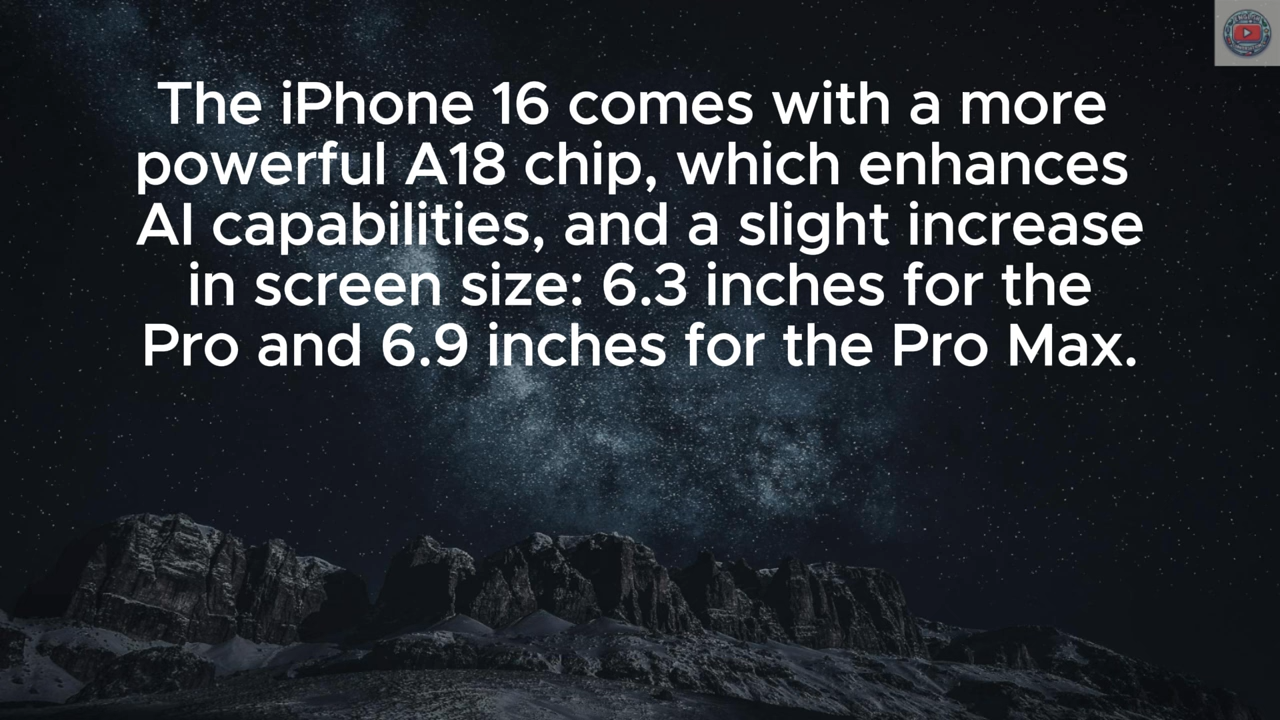 The iPhone 16 comes with a more
powerful A18 chip, which enhances
AI capabilities, and a slight increase
in screen size: 6.3 inches for the
Pro and 6.9 inches for the Pro Max.